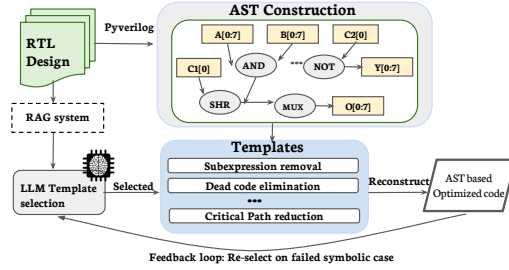 RTL
Design
Pyverilog
AST Construction
A[0:7]
B[0:7]
C2[0]
C1[0]
AND
•••
NOT
Y[0:7]
SHR
MUX
O[0:7]
RAG system
Templates
Subexpression removal
LLM Template
selection
Selected
Dead code elimination
•••
Critical Path reduction
Reconstruct
AST based
Optimized code
Feedback loop: Re-select on failed symbolic case